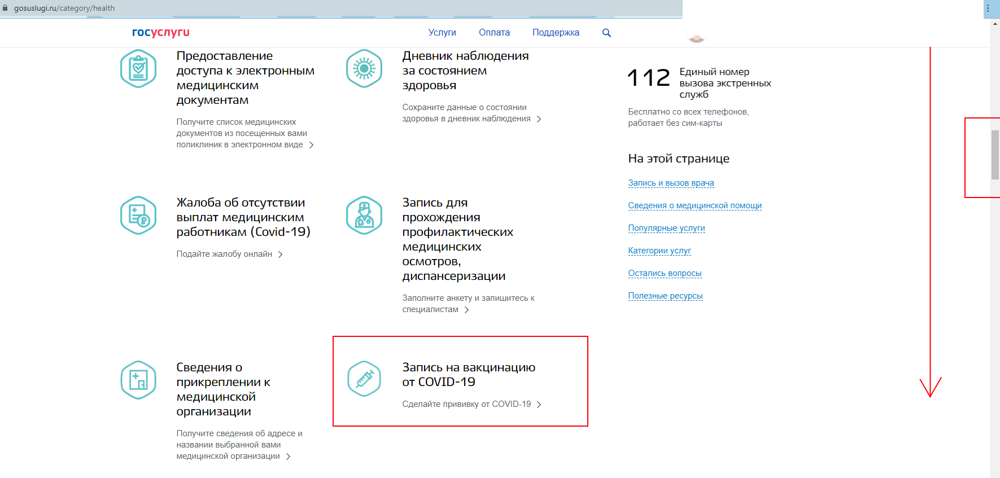 gosuslugi.ru/category/health
госуслуги
Услуги
Оплата
Поддержка
Предоставление
доступа к электронным
медицинским
документам
Получите список медицинских
документов из посещенных вами
поликлиник в электронном виде
Дневник наблюдения
за состоянием
здоровья
Сохраните данные о состоянии
здоровья в дневник наблюдения
Жалоба об отсутствии
выплат медицинским
работникам (Covid-19)
Подайте жалобу онлайн
Запись для
прохождения
профилактических
медицинских
осмотров,
диспансеризации
Заполните анкету и запишитесь к
специалистам
Сведения о
прикреплении к
медицинской
организации
Получите сведения об адресе и
названии выбранной вами
медицинской организации
Запись на вакцинацию
от COVID-19
Сделайте прививку от COVID-19
112
Единый номер
вызова экстренных
служб
Бесплатно со всех телефонов,
работает без сим-карты
На этой странице
Запись и вызов врача
Сведения о медицинской помощи
Популярные услуги
Категории услуг
Остались вопросы
Полезные ресурсы